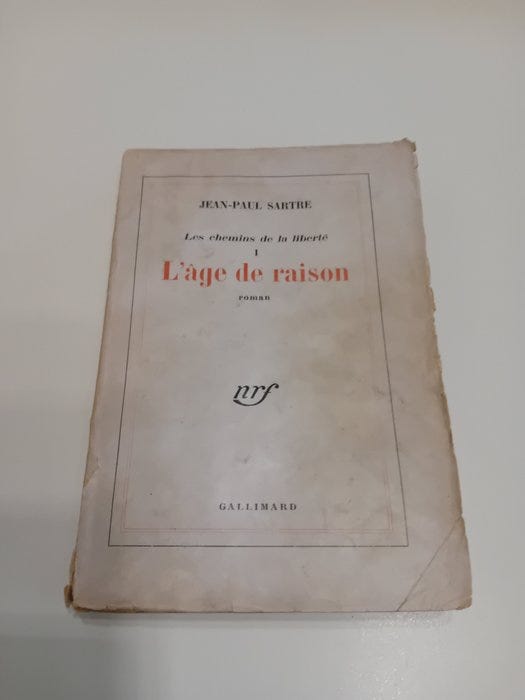 JEAN-PAUL SARTRE
Les chemins de la liberté
I
L'âge de raison
roman
nrf
GALLIMARD